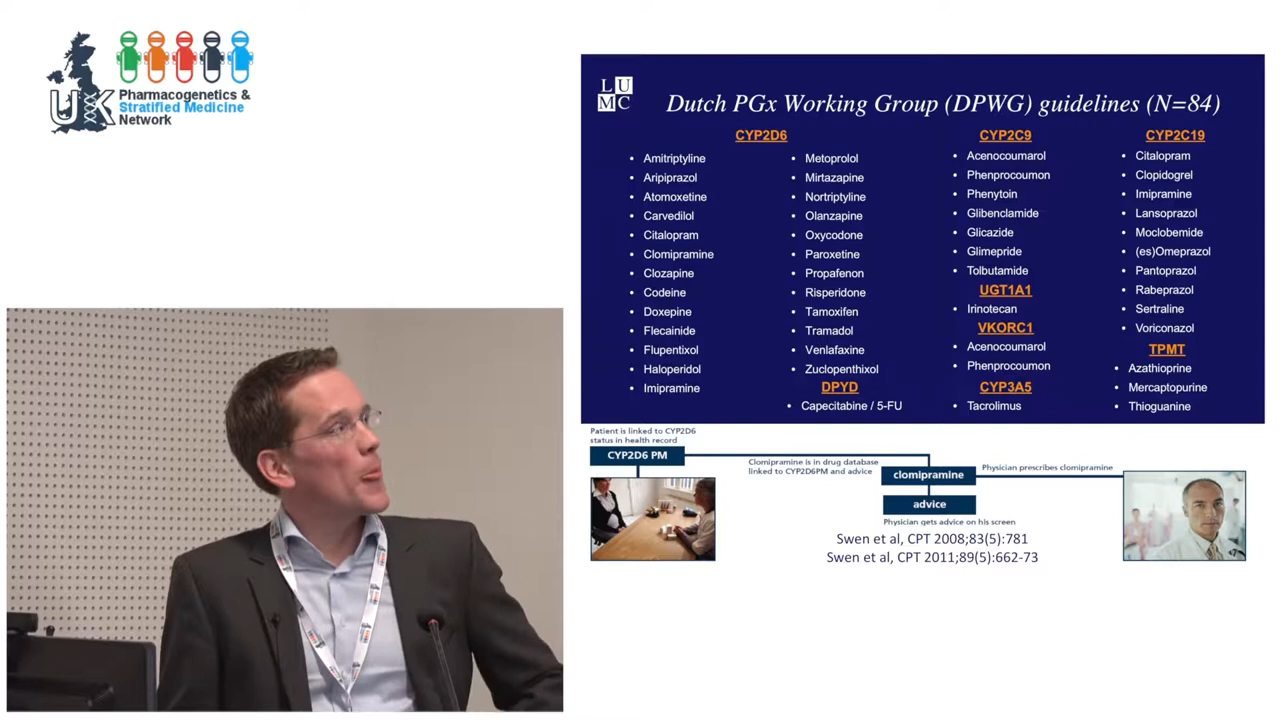 UK
Pharmacogenetics &
Stratified Medicine
Network
L U
M C
Dutch PGx Working Group (DPWG) guidelines (N=84)
CYP2D6
• Amitriptyline
• Aripiprazol
• Atomoxetine
• Carvedilol
• Citalopram
• Clomipramine
• Clozapine
• Codeine
• Doxepine
• Flecainide
• Flupentixol
• Haloperidol
• Imipramine
• Metoprolol
• Mirtazapine
• Nortriptyline
• Olanzapine
• Oxycodone
• Paroxetine
• Propafenon
• Risperidone
• Tamoxifen
• Tramadol
• Venlafaxine
• Zuclopenthixol
DPYD
• Capecitabine / 5-FU
CYP2C9
• Acenocoumarol
• Phenprocoumon
• Phenytoin
• Glibenclamide
• Glicazide
• Glimepride
• Tolbutamide
UGT1A1
• Irinotecan
VKORC1
• Acenocoumarol
• Phenprocoumon
CYP3A5
• Tacrolimus
CYP2C19
• Citalopram
• Clopidogrel
• Imipramine
• Lansoprazol
• Moclobemide
• (es)Omeprazol
• Pantoprazol
• Rabeprazol
• Sertraline
• Voriconazol
TPMT
• Azathioprine
• Mercaptopurine
• Thioguanine
Patient is linked to CYP2D6
status in health record
CYP2D6 PM
Clomipramine is in drug database
linked to CYP2D6PM and advice
clomipramine
Physician prescribes clomipramine
advice
Physician gets advice on his screen
Swen et al, CPT 2008;83(5):781
Swen et al, CPT 2011;89(5):662-73